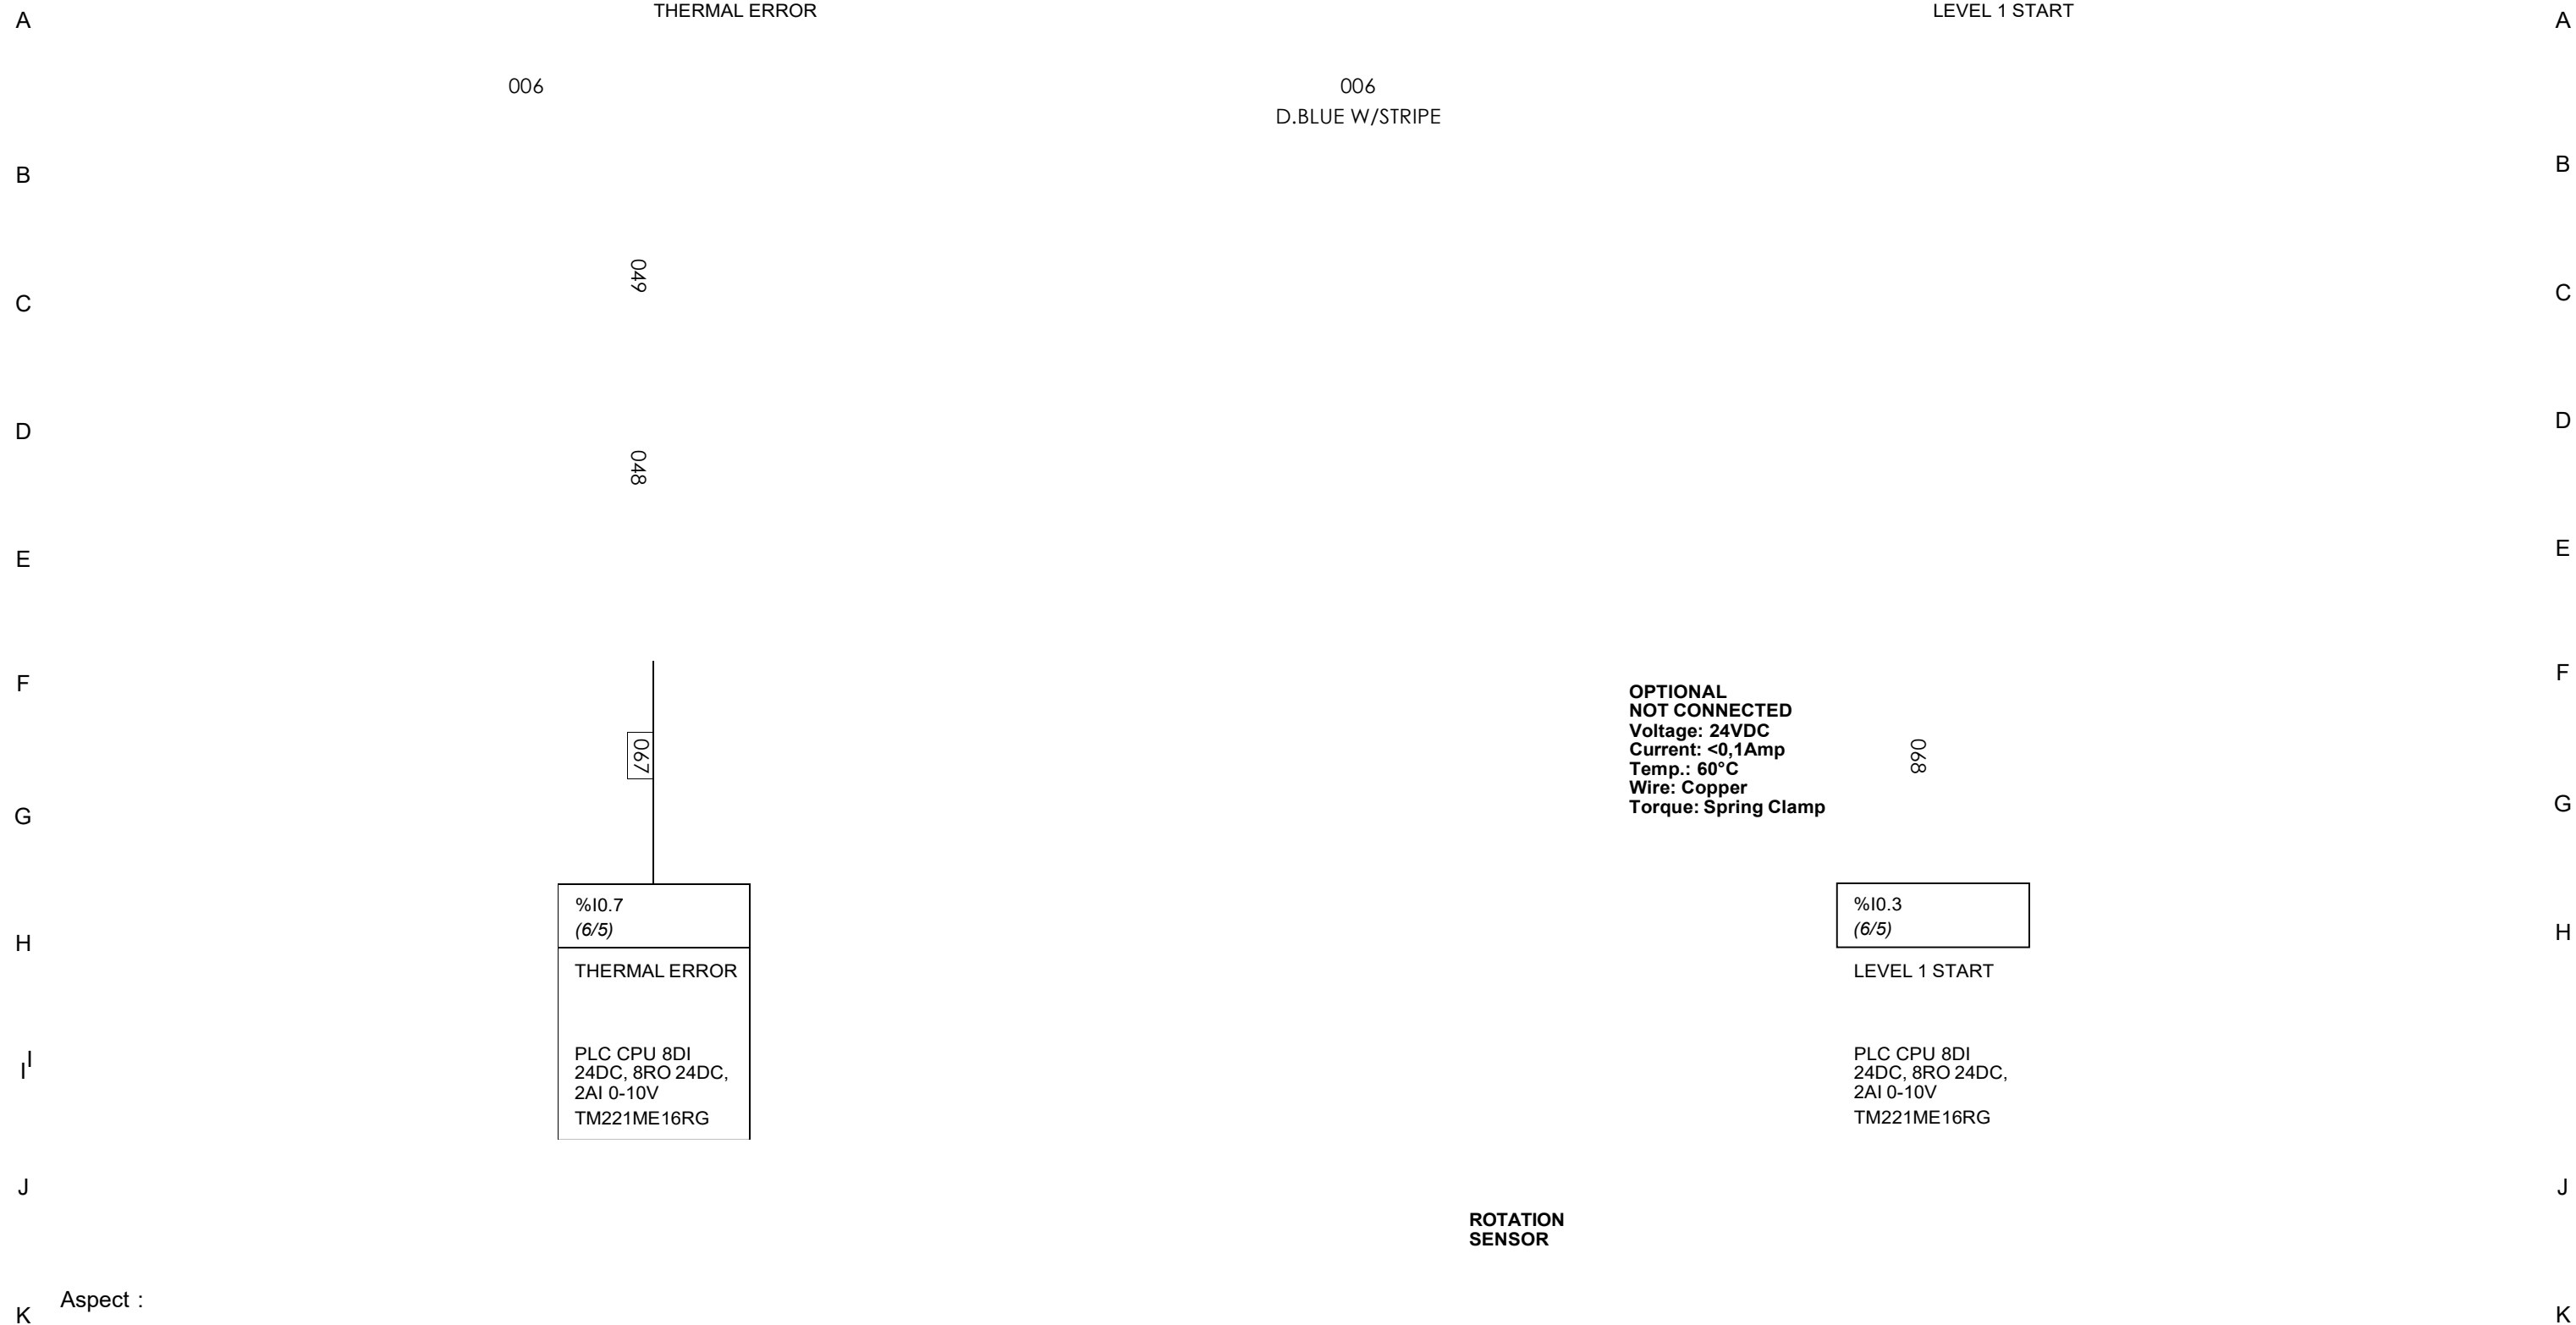 A
THERMAL ERROR
LEVEL 1 START
A
006
006
D.BLUE W/STRIPE
B
B
049
C
C
D
D
048
E
E
F
F
067
OPTIONAL
NOT CONNECTED
Voltage: 24VDC
Current: <0,1Amp
Temp.: 60°C
Wire: Copper
Torque: Spring Clamp
068
G
G
%I0.7
(6/5)
%I0.3
(6/5)
H
H
THERMAL ERROR
LEVEL 1 START
I
I
PLC CPU 8DI
24DC, 8RO 24DC,
2AI 0-10V
TM221ME16RG
PLC CPU 8DI
24DC, 8RO 24DC,
2AI 0-10V
TM221ME16RG
J
J
ROTATION
SENSOR
Aspect :
K
K